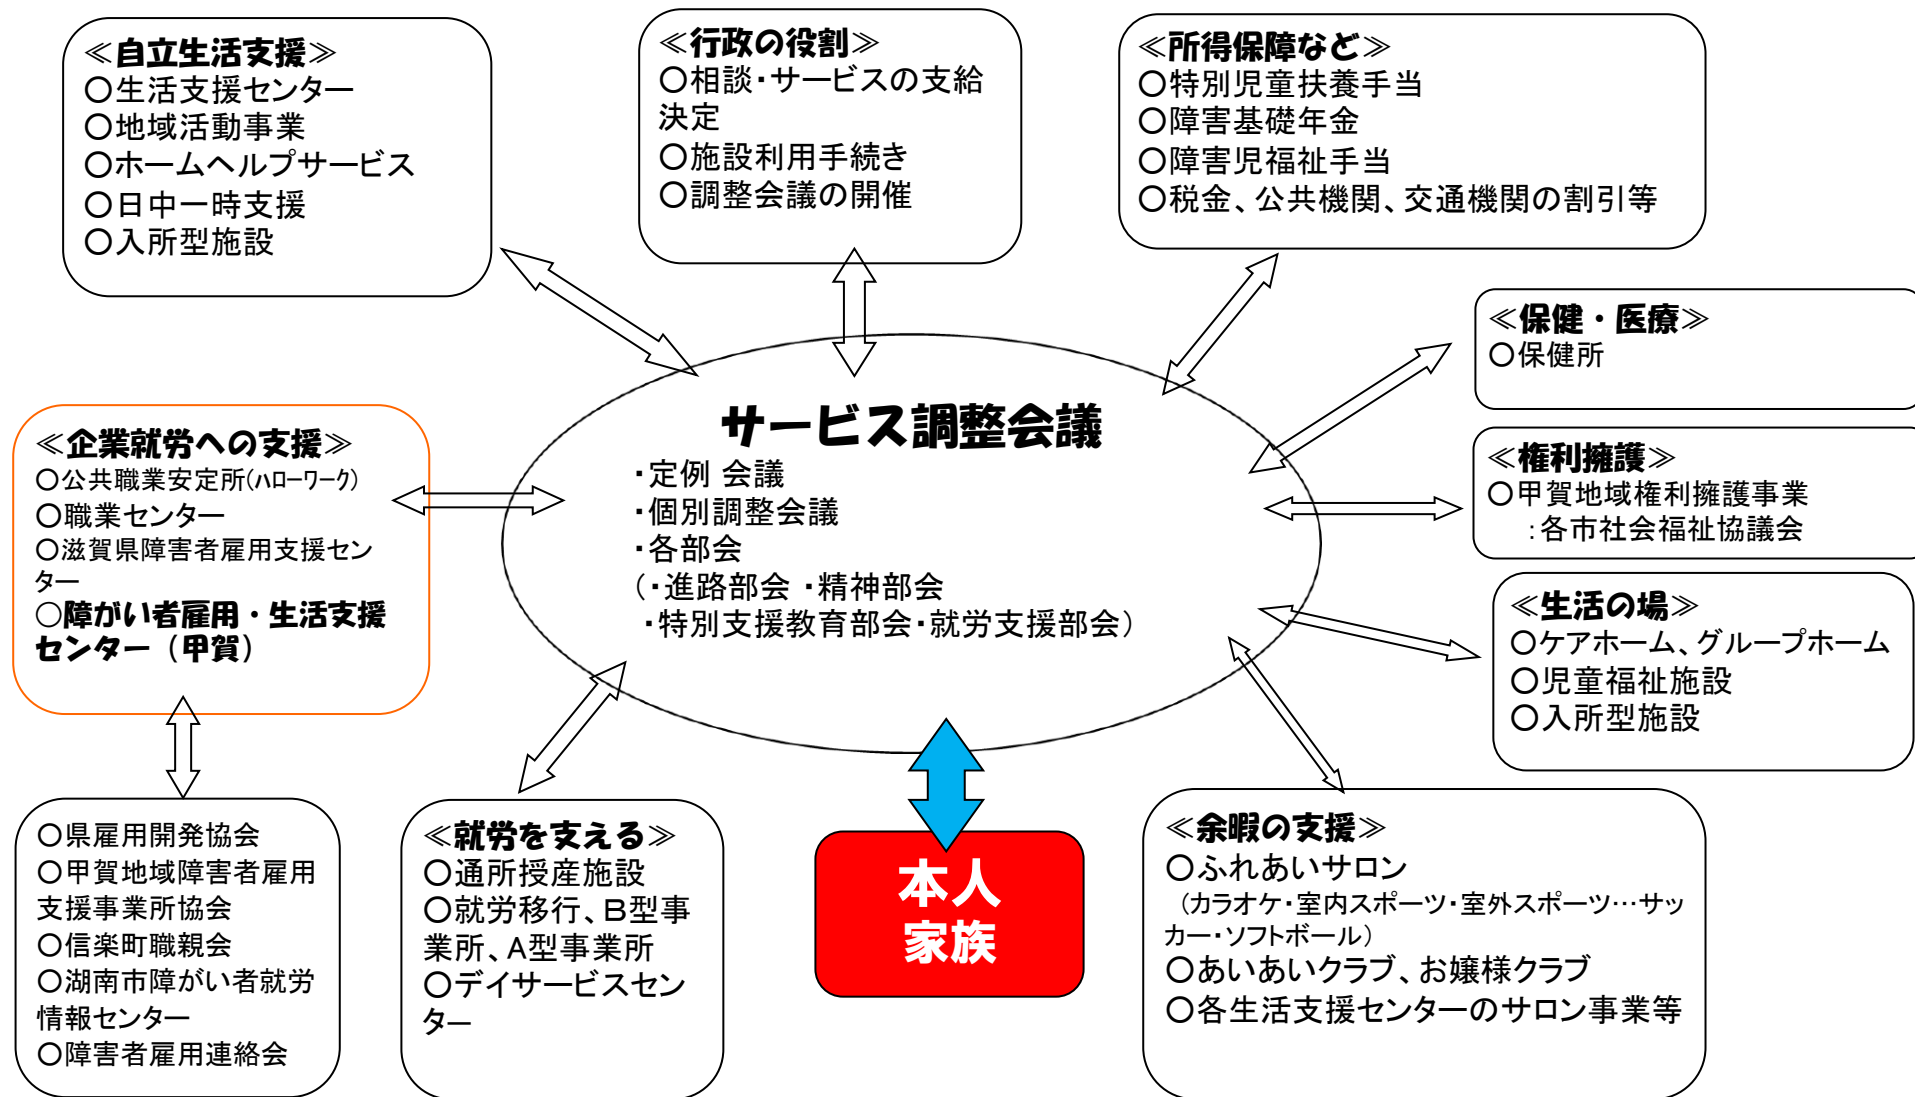 ≪自立生活支援≫
○生活支援センター
○地域活動事業
○ホームヘルプサービス
○日中一時支援
○入所型施設
≪行政の役割≫
○相談・サービスの支給
決定
○施設利用手続き
○調整会議の開催
≪所得保障など≫
○特別児童扶養手当
○障害基礎年金
○障害児福祉手当
○税金、公共機関、交通機関の割引等
≪保健・医療≫
○保健所
≪権利擁護≫
○甲賀地域権利擁護事業
：各市社会福祉協議会
≪生活の場≫
○ケアホーム、グループホーム
○児童福祉施設
○入所型施設
サービス調整会議
・定例 会議
・個別調整会議
・各部会
（・進路部会 ・精神部会
・特別支援教育部会・就労支援部会）
≪企業就労への支援≫
○公共職業安定所(ﾊﾛｰﾜｰｸ)
○職業センター
○滋賀県障害者雇用支援セン
ター
○障がい者雇用・生活支援
センター（甲賀）
○県雇用開発協会
○甲賀地域障害者雇用
支援事業所協会
○信楽町職親会
○湖南市障がい者就労
情報センター
○障害者雇用連絡会
≪就労を支える≫
○通所授産施設
○就労移行、Ｂ型事
業所、Ａ型事業所
○デイサービスセン
ター
本人
家族
≪余暇の支援≫
○ふれあいサロン
（カラオケ・室内スポーツ・室外スポーツ…サッ
カー・ソフトボール）
○あいあいクラブ、お嬢様クラブ
○各生活支援センターのサロン事業等